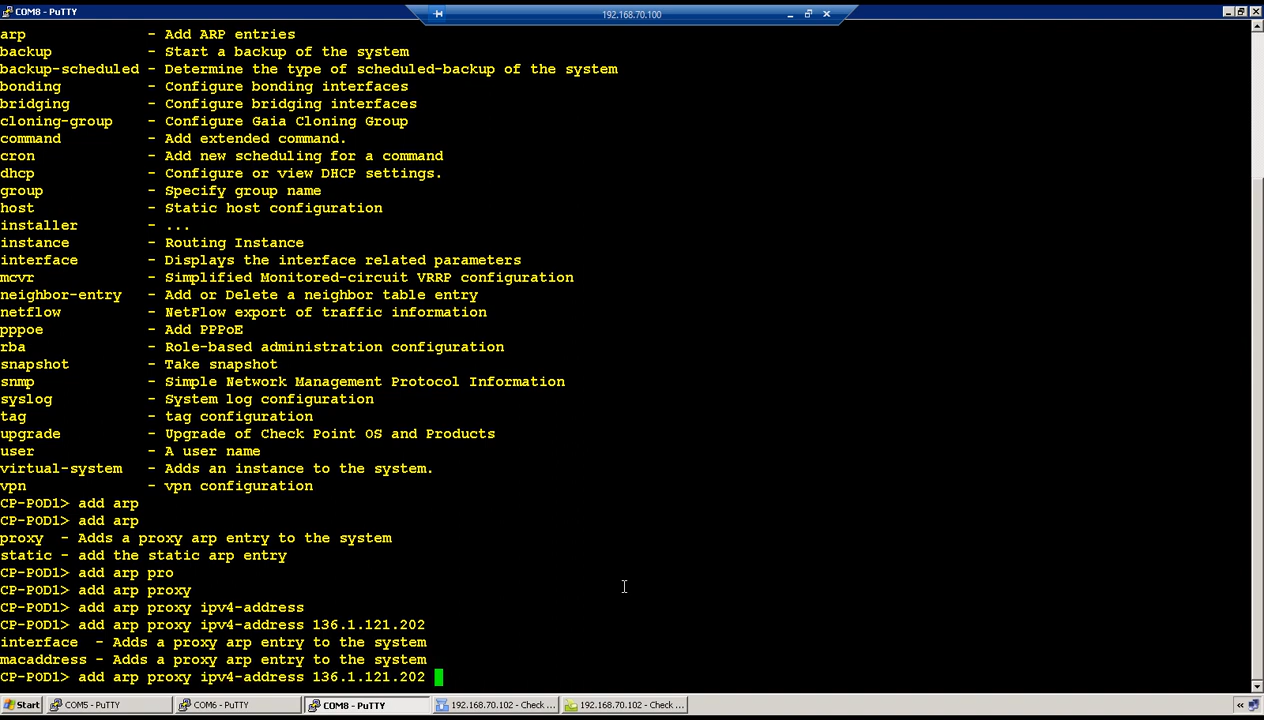 COM8 - PuTTY
192.168.70.100
arp - Add ARP entries
backup - Start a backup of the system
backup-scheduled - Determine the type of scheduled-backup of the system
bonding - Configure bonding interfaces
bridging - Configure bridging interfaces
cloning-group - Configure Gaia Cloning Group
command - Add extended command.
cron - Add new scheduling for a command
dhcp - Configure or view DHCP settings.
group - Specify group name
host - Static host configuration
installer - ...
instance - Routing Instance
interface - Displays the interface related parameters
mcvr - Simplified Monitored-circuit VRRP configuration
neighbor-entry - Add or Delete a neighbor table entry
netflow - NetFlow export of traffic information
pppoe - Add PPPoE
rba - Role-based administration configuration
snapshot - Take snapshot
snmp - Simple Network Management Protocol Information
syslog - System log configuration
tag - tag configuration
upgrade - Upgrade of Check Point OS and Products
user - A user name
virtual-system - Adds an instance to the system.
vpn - vpn configuration
CP-POD1> add arp
CP-POD1> add arp
proxy - Adds a proxy arp entry to the system
static - add the static arp entry
CP-POD1> add arp pro
CP-POD1> add arp proxy
CP-POD1> add arp proxy ipv4-address
CP-POD1> add arp proxy ipv4-address 136.1.121.202
interface - Adds a proxy arp entry to the system
macaddress - Adds a proxy arp entry to the system
CP-POD1> add arp proxy ipv4-address 136.1.121.202
Start COM5 - PuTTY COM6 - PuTTY COM8 - PuTTY 192.168.70.102 - Check ... 192.168.70.102 - Check ... «